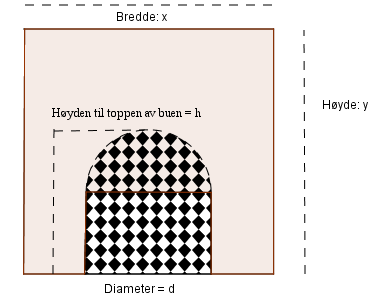 Bredde: x
Høyde: y
Høyden til toppen av buen = h
Diameter = d